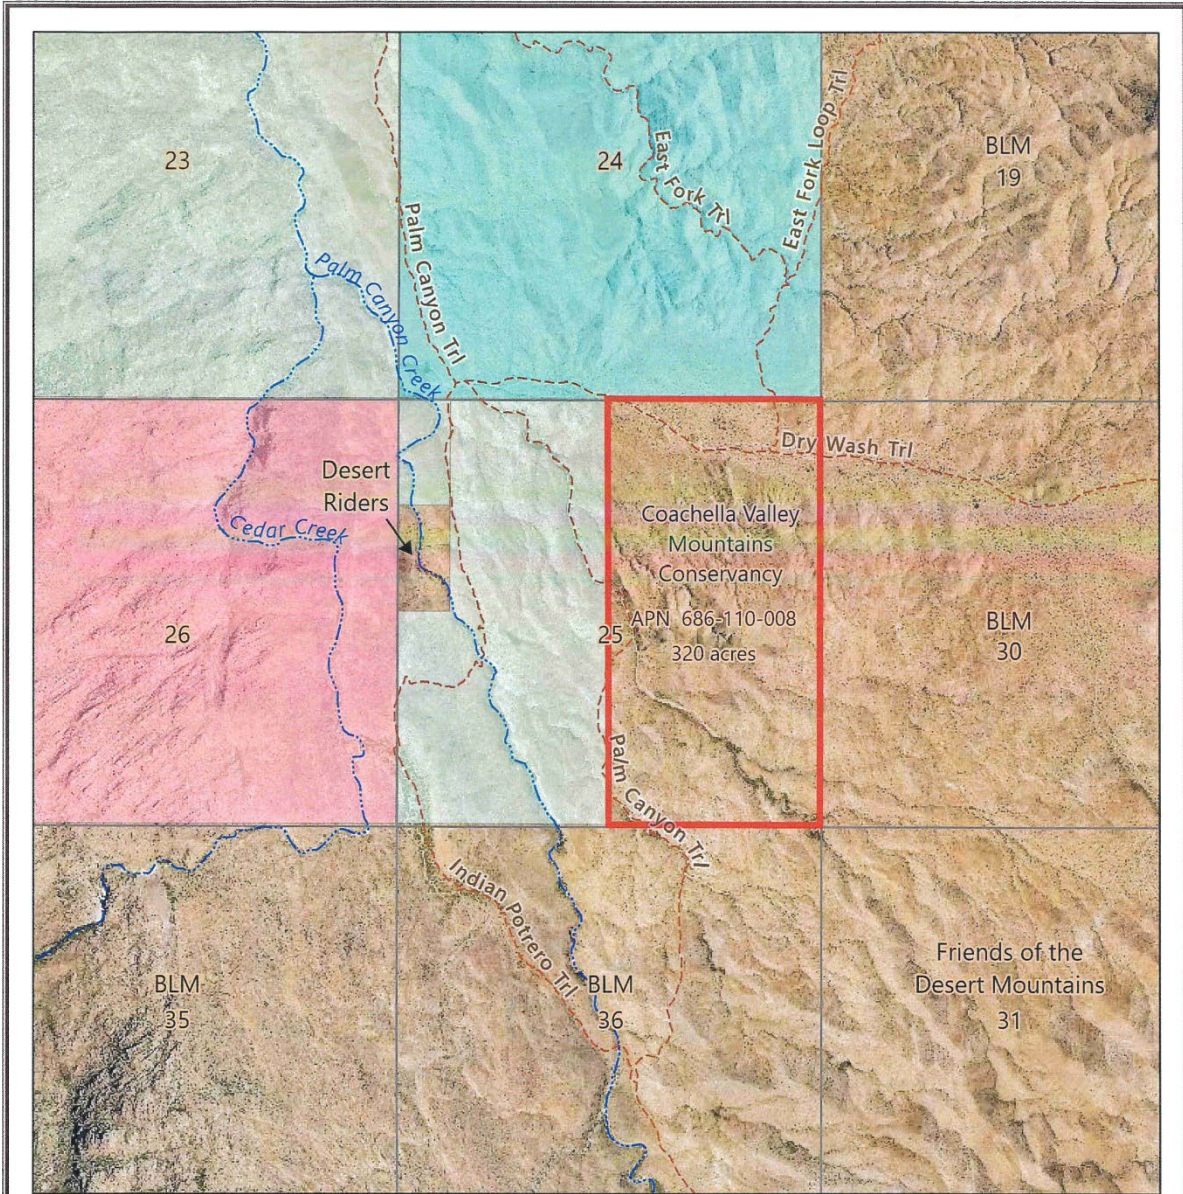 23
24
BLM
19
East Fork Trl
East Fork Loop Trl
Palm Canyon Trl
Palm Canyon Creek
Dry Wash Trl
Desert
Riders
Cedar Creek
Coachella Valley
Mountains
Conservancy
APN 686-110-008
320 acres
26
25
BLM
30
Palm Canyon Trl
Indian Potrero Trl
BLM
35
BLM
36
Friends of the
Desert Mountains
31